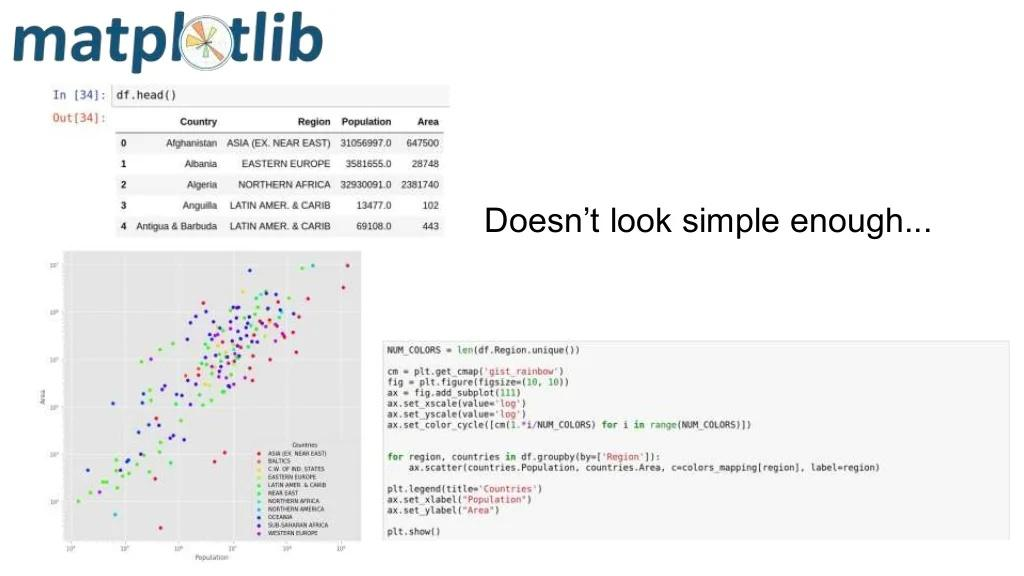 matplotlib
In [34]: df.head()
Out[34]:
Country Region Population Area
0 Afghanistan ASIA (EX. NEAR EAST) 31056997.0 647500
1 Albania EASTERN EUROPE 3581655.0 28748
2 Algeria NORTHERN AFRICA 32930091.0 2381740
3 Anguilla LATIN AMER. & CARIB 13477.0 102
4 Antigua & Barbuda LATIN AMER. & CARIB 69108.0 443
Doesn’t look simple enough...
Area
Countries
ASIA (EX. NEAR EAST)
BALTICS
C.W. OF IND. STATES
EASTERN EUROPE
LATIN AMER. & CARIB
NEAR EAST
NORTHERN AFRICA
NORTHERN AMERICA
OCEANIA
SUB-SAHARAN AFRICA
WESTERN EUROPE
Population
NUM_COLORS = len(df.Region.unique())
cm = plt.get_cmap('gist_rainbow')
fig = plt.figure(figsize=(10, 10))
ax = fig.add_subplot(111)
ax.set_xscale(value='log')
ax.set_yscale(value='log')
ax.set_color_cycle([cm(1.*i/NUM_COLORS) for i in range(NUM_COLORS)])
for region, countries in df.groupby(by=['Region']):
ax.scatter(countries.Population, countries.Area, c=colors_mapping[region], label=region)
plt.legend(title='Countries')
ax.set_xlabel("Population")
ax.set_ylabel("Area")
plt.show()